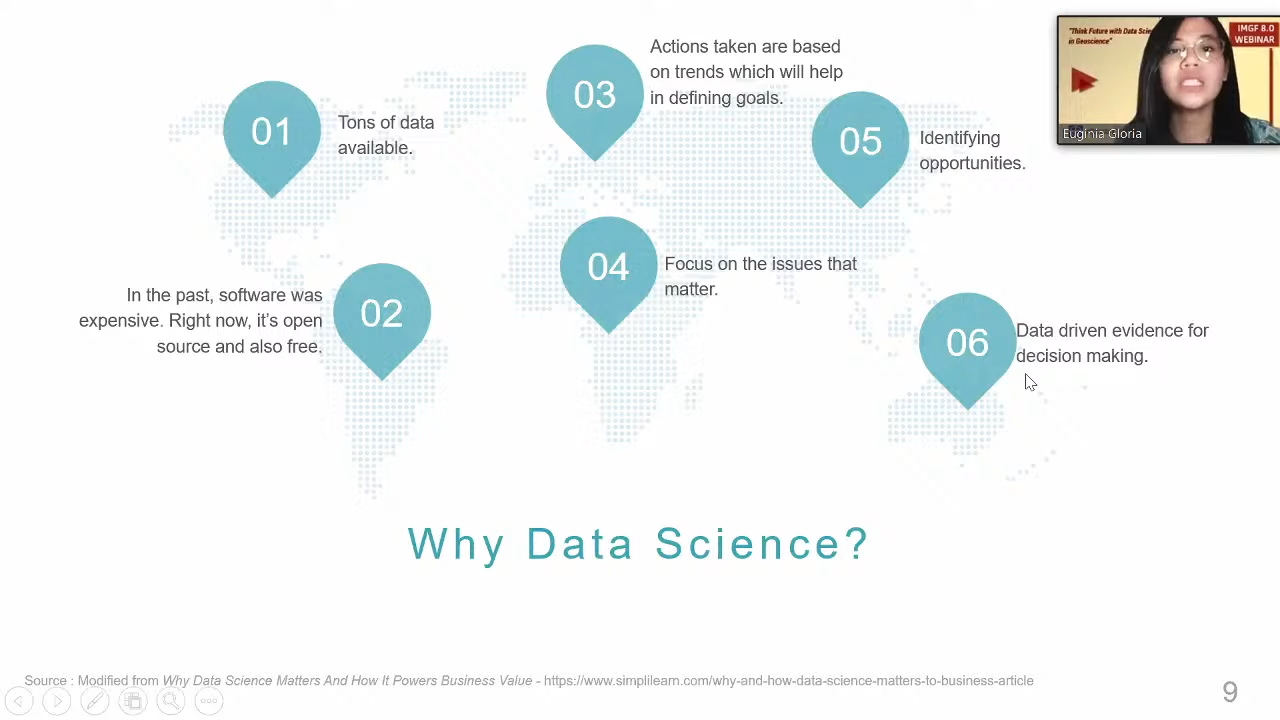 01
Tons of data
available.
02
In the past, software was
expensive. Right now, it’s open
source and also free.
03
Actions taken are based
on trends which will help
in defining goals.
04
Focus on the issues that
matter.
05
Identifying
opportunities.
06
Data driven evidence for
decision making.
Why Data Science?
Source : Modified from Why Data Science Matters And How It Powers Business Value - https://www.simplilearn.com/why-and-how-data-science-matters-to-business-article
9
"Think Future with Data
in Geoscience"
IMGF 8.0
WEBINAR
Euginia Gloria